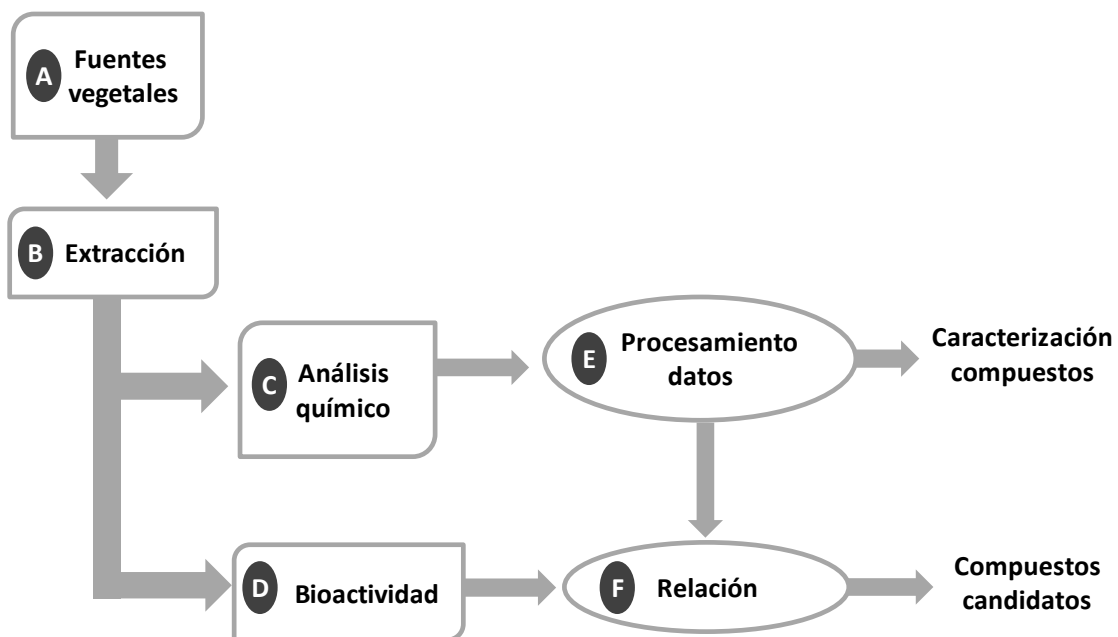 A
Fuentes
vegetales
B
Extracción
C
Análisis
químico
E
Procesamiento
datos
Caracterización
compuestos
D
Bioactividad
F
Relación
Compuestos
candidatos